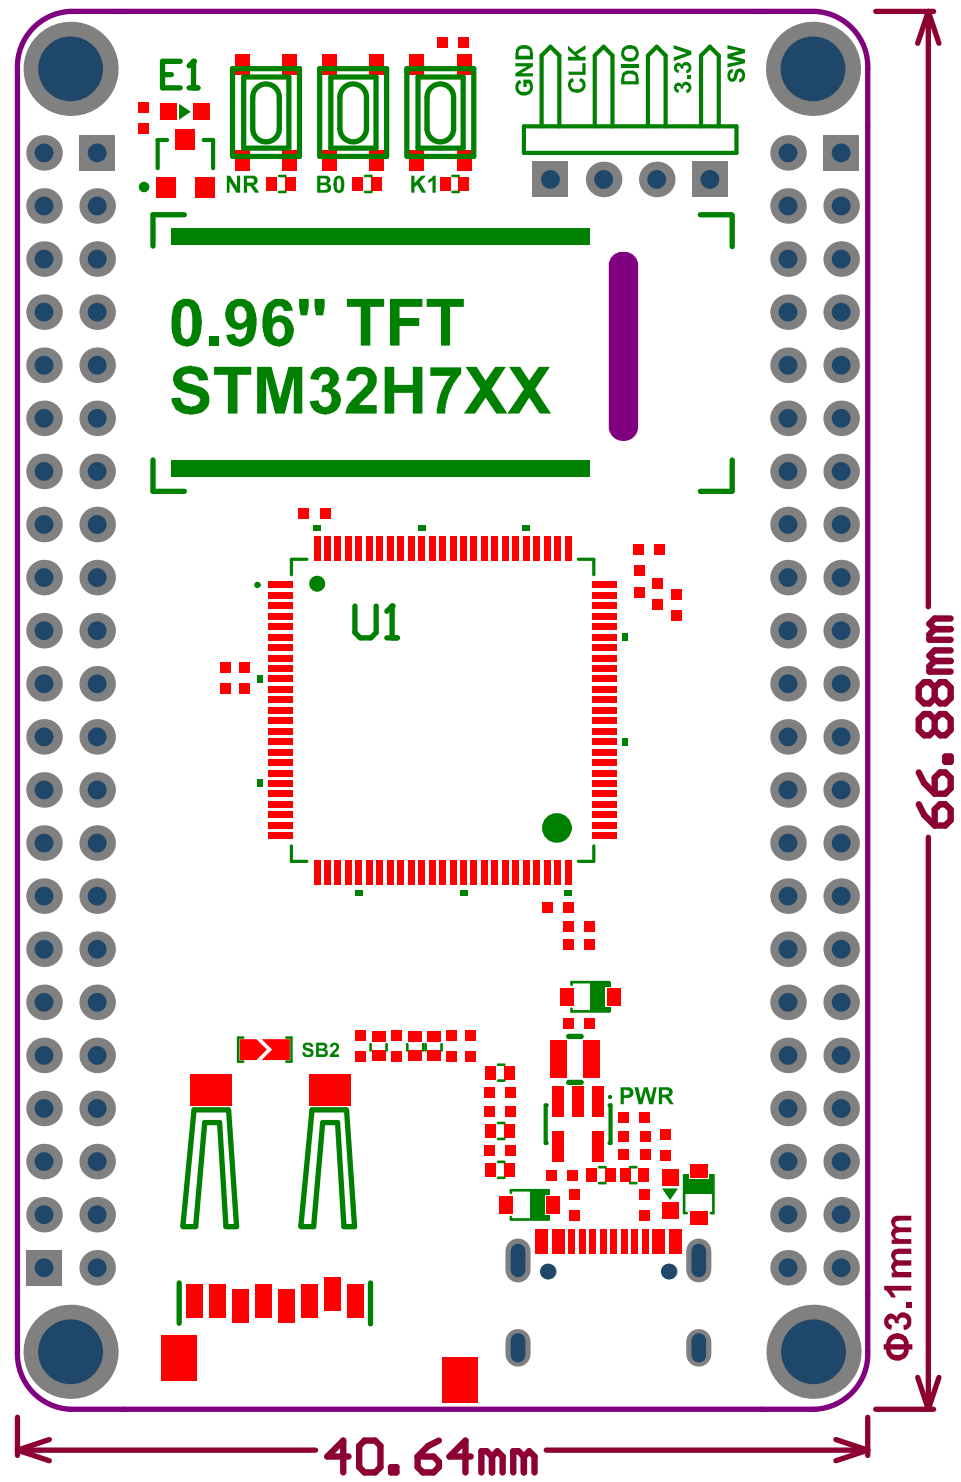 E1
GND
CLK
DIO
3.3V
SW
NR
B0
K1
0.96" TFT
STM32H7XX
U1
66.88mm
SB2
PWR
Φ3.1mm
40.64mm